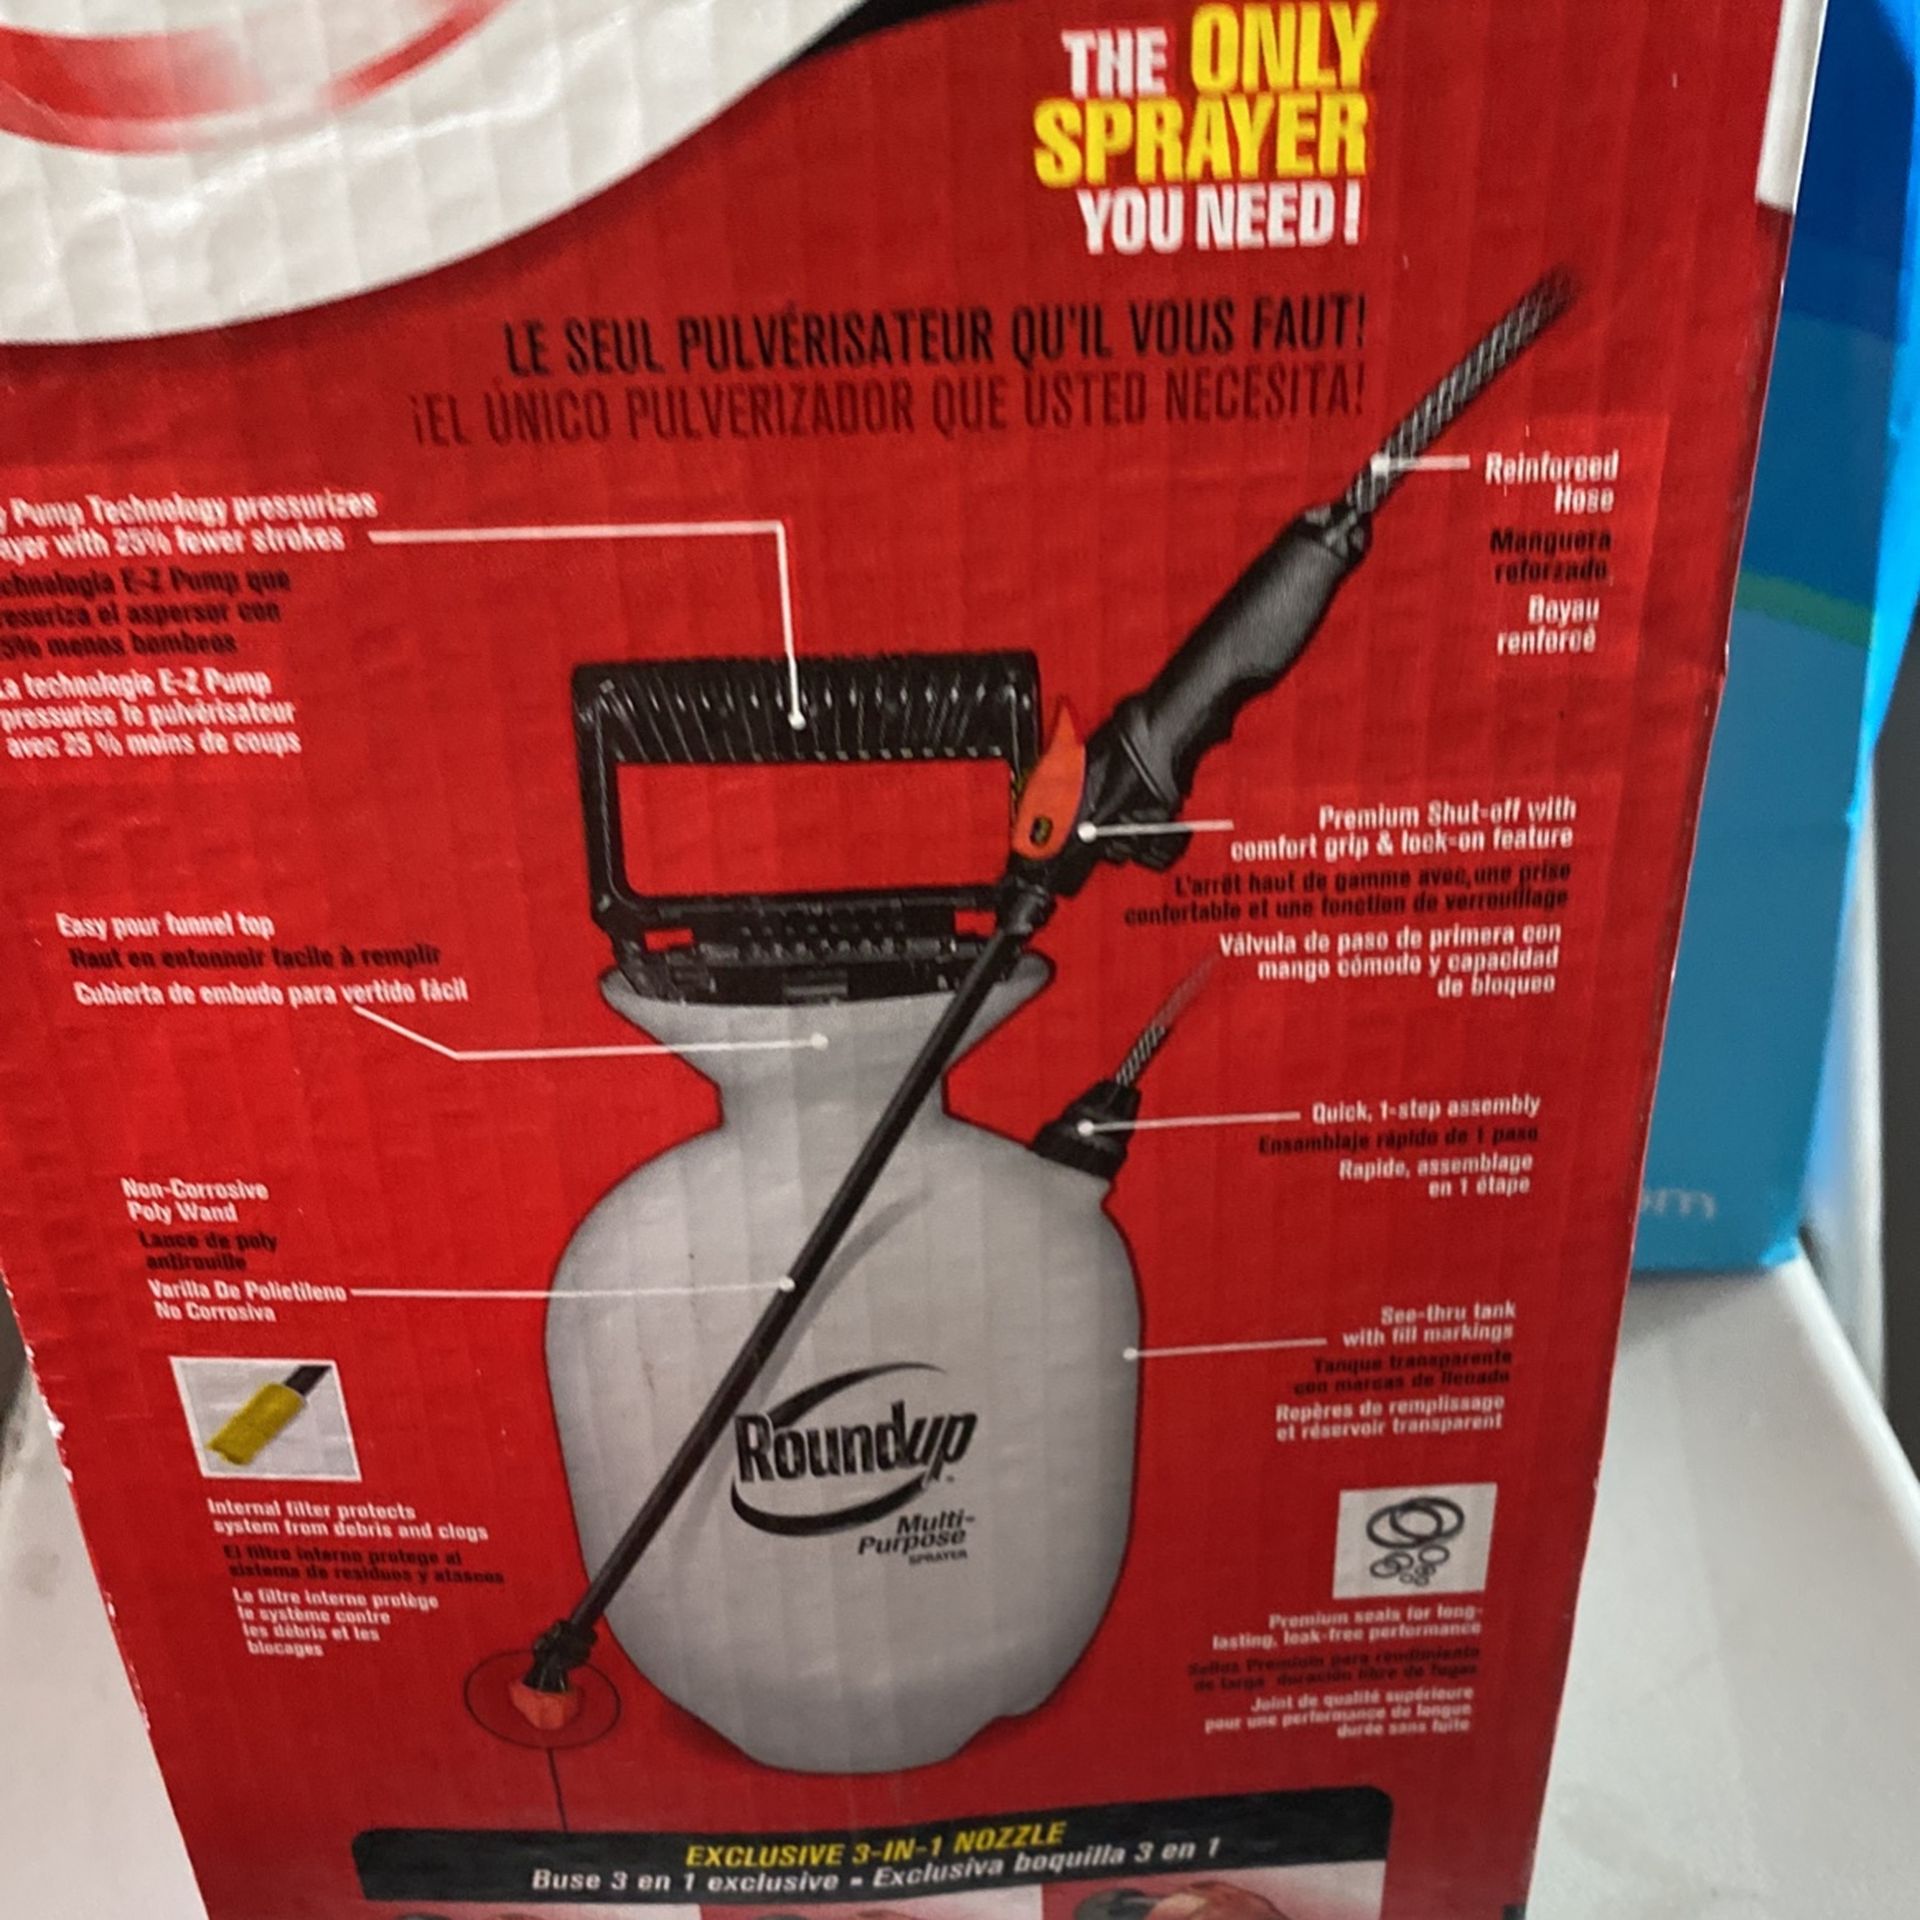 THE ONLY
SPRAYER
YOU NEED!
LE SEUL PULVÉRISATEUR QU'IL VOUS FAUT!
¡EL ÚNICO PULVERIZADOR QUE USTED NECESITA!
Pump Technology pressurizes
with 25% fewer strokes
E-Z Pump que
el aspersor con
menos bombeos
La technologie E-Z Pump
pressurise le pulvérisateur
avec 25 % moins de coups
Reinforced
Hose
Manguera
reforzado
Boyau
renforcé
Premium Shut-off with
comfort grip & lock-on feature
L'arrêt haut de gamme avec,une prise
confortable et une fonction de verrouillage
Válvula de paso de primera con
mango cómodo y capacidad
de bloqueo
Easy pour funnel top
Haut en entonnoir facile à remplir
Cubierta de embudo para vertido fácil
Quick, 1-step assembly
Ensamblaje rápido de 1 paso
Rapide, assemblage
en 1 étape
Non-Corrosive
Poly Wand
Lance de poly
antirouille
Varilla De Polietileno
No Corrosiva
See-thru tank
with fill markings
Tanque transparente
con marcas de llenado
Repères de remplissage
et réservoir transparent
Roundup
Multi-
Purpose
SPRAYER
Internal filter protects
system from debris and clogs
El filtro interno protege al
sistema de residuos y atascos
Le filtre interne protège
le système contre
les débris et les
blocages
Premium seals for long-
lasting, leak-free performance
Sellos Premium para rendimiento
de larga duración libre de fugas
Joint de qualité supérieure
pour une performance de longue
durée sans fuite
EXCLUSIVE 3-IN-1 NOZZLE
Buse 3 en 1 exclusive - Exclusiva boquilla 3 en 1